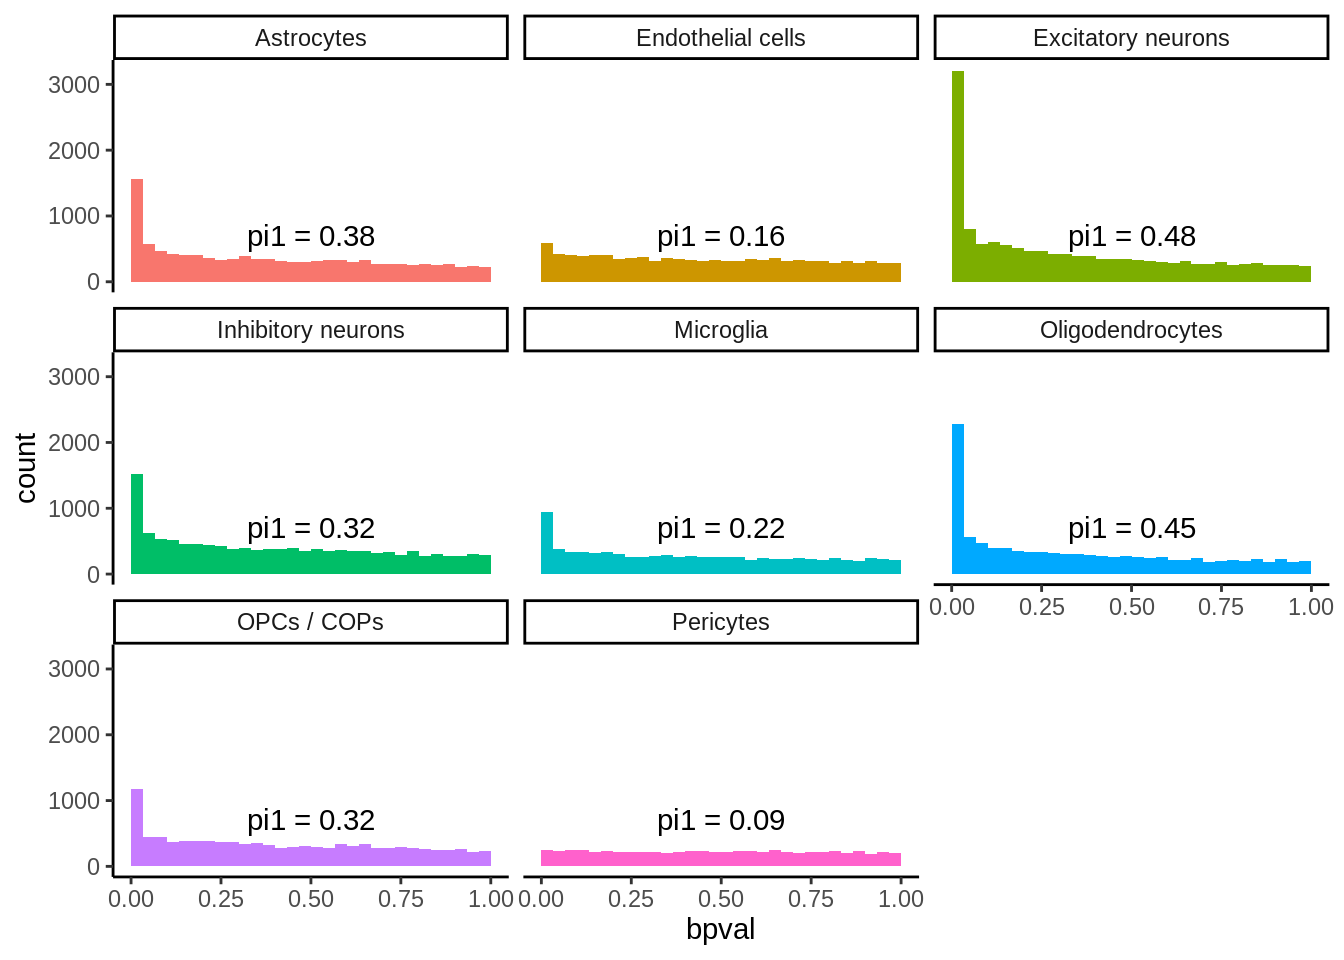 Astrocytes
Endothelial cells
Excitatory neurons
3000
2000
1000
0
pi1 = 0.38
pi1 = 0.16
pi1 = 0.48
Inhibitory neurons
Microglia
Oligodendrocytes
count
3000
2000
1000
0
pi1 = 0.32
pi1 = 0.22
pi1 = 0.45
0.00 0.25 0.50 0.75 1.00
OPCs / COPs
Pericytes
3000
2000
1000
0
pi1 = 0.32
pi1 = 0.09
0.00 0.25 0.50 0.75 1.00
0.00 0.25 0.50 0.75 1.00
bpval